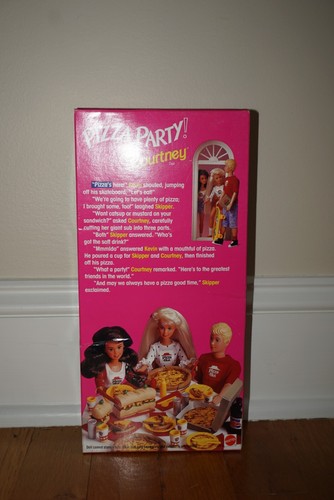 PIZZA PARTY!
Courtney
"Pizza's here!" Kevin shouted, jumping
off his skateboard. "Let's eat!"
"We're going to have plenty of pizza;
I brought some, too!" laughed Skipper.
"Want catsup or mustard on your
sandwich?" asked Courtney, carefully
cutting her giant sub into three parts.
"Both" Skipper answered. "Who's
got the soft drink?"
"Mmmida" answered Kevin with a mouthful of pizza.
He poured a cup for Skipper and Courtney, then finished
off his pizza.
"What a party!" Courtney remarked. "Here's to the greatest
friends in the world."
"And may we always have a pizza good time," Skipper
exclaimed.